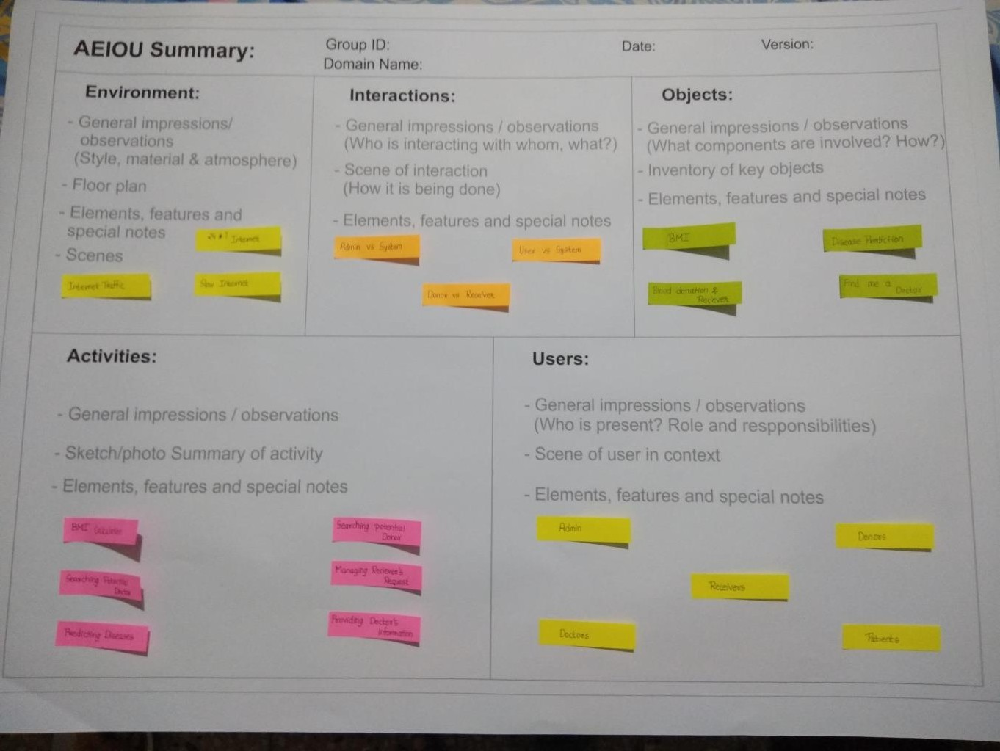 AEIOU Summary:
Group ID:
Domain Name:
Date:
Version:
Environment:
- General impressions/
observations
(Style, material & atmosphere)
- Floor plan
- Elements, features and
special notes
- Scenes
24*7 Internet
Internet Traffic
Slow Internet
Interactions:
- General impressions / observations
(Who is interacting with whom, what?)
- Scene of interaction
(How it is being done)
- Elements, features and special notes
Admin vs System
User vs System
Donor vs Receiver
Objects:
- General impressions / observations
(What components are involved? How?)
- Inventory of key objects
- Elements, features and special notes
BMI
Disease Prediction
Blood donation &
Reciever
Find me a
Doctor
Activities:
- General impressions / observations
- Sketch/photo Summary of activity
- Elements, features and special notes
BMI
Searching potential
Donor
Searching
Managing Reciever's
Request
Predicting Diseases
Providing Doctor's
Information
Users:
- General impressions / observations
(Who is present? Role and respponsibilities)
- Scene of user in context
- Elements, features and special notes
Admin
Donors
Receivers
Doctors
Patients